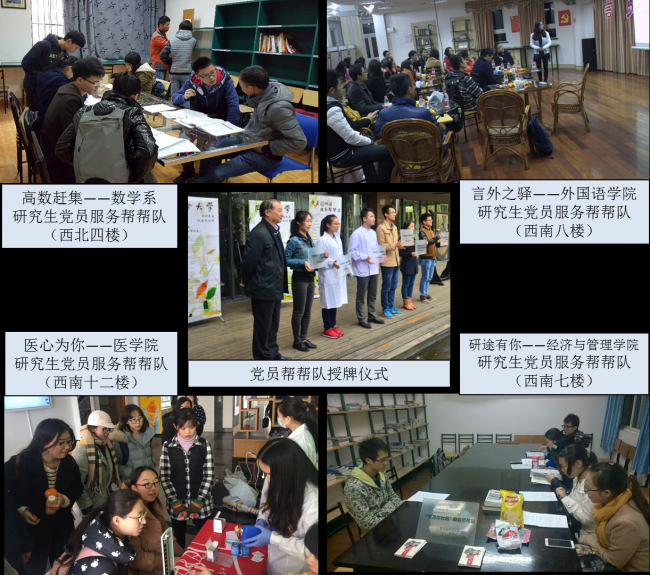 高数赶集——数学系
研究生党员服务帮帮队
（西北四楼）
言外之驿——外国语学院
研究生党员服务帮帮队
（西南八楼）
大学
医心为你——医学院
研究生党员服务帮帮队
（西南十二楼）
党员帮帮队授牌仪式
研途有你——经济与管理学院
研究生党员服务帮帮队
（西南七楼）